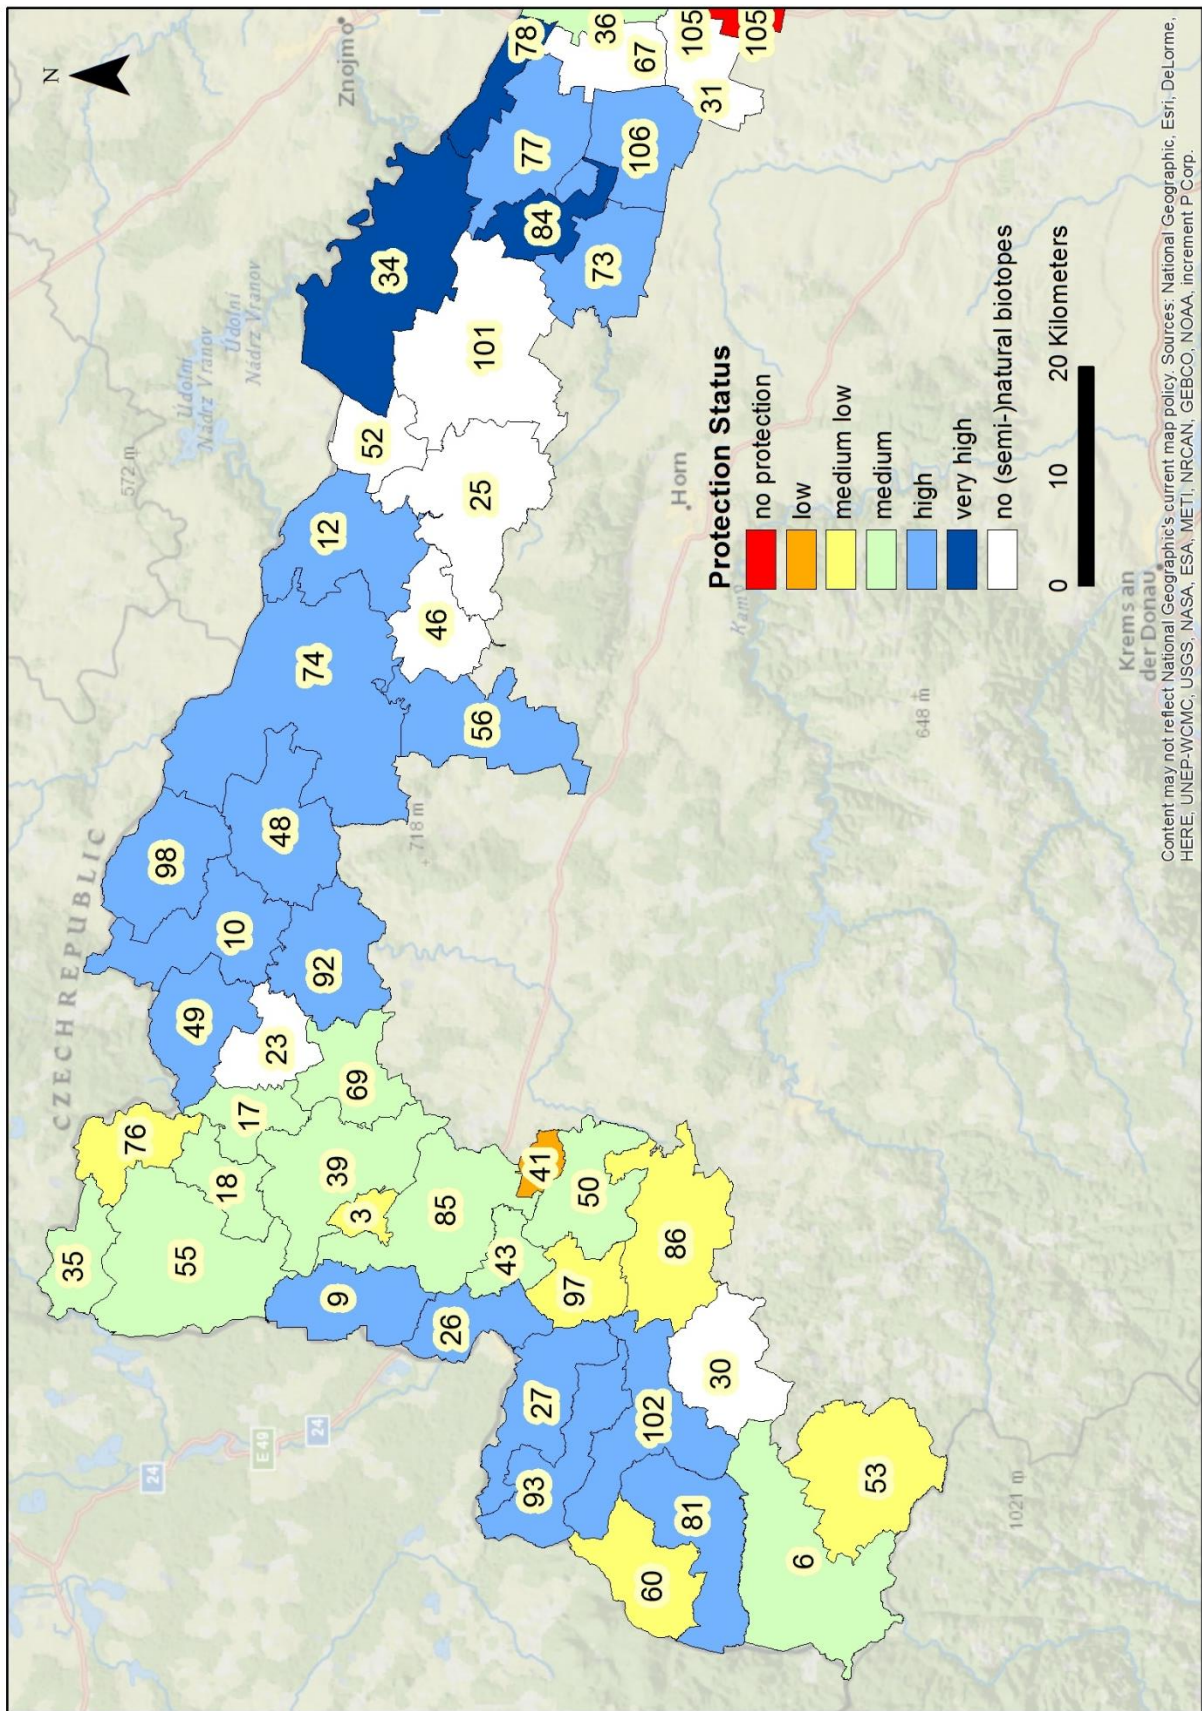 N
35
CZECH REPUBLIC
76
572 m
24
98
55
49
Udolní
Nádrz Vranov
18
10
Udolní
Nádrz Vranov
17
E 49
23
48
24
74
92
12
9
39
Znojmo
69
3
52
34
718 m
46
85
26
25
101
56
43
78
93
77
27
41
84
97
50
73
36
106
67
60
102
86
Horn
105
81
31
30
Kamp
105
Protection Status
no protection
low
medium low
medium
high
very high
no (semi-)natural biotopes
6
53
648 m
1021 m
0 10 20 Kilometers
Krems an
der Donau
Content may not reflect National Geographic's current map policy. Sources: National Geographic, Esri, DeLorme,
HERE, UNEP-WCMC, USGS, NASA, ESA, METI, NRCAN, GEBCO, NOAA, increment P Corp.